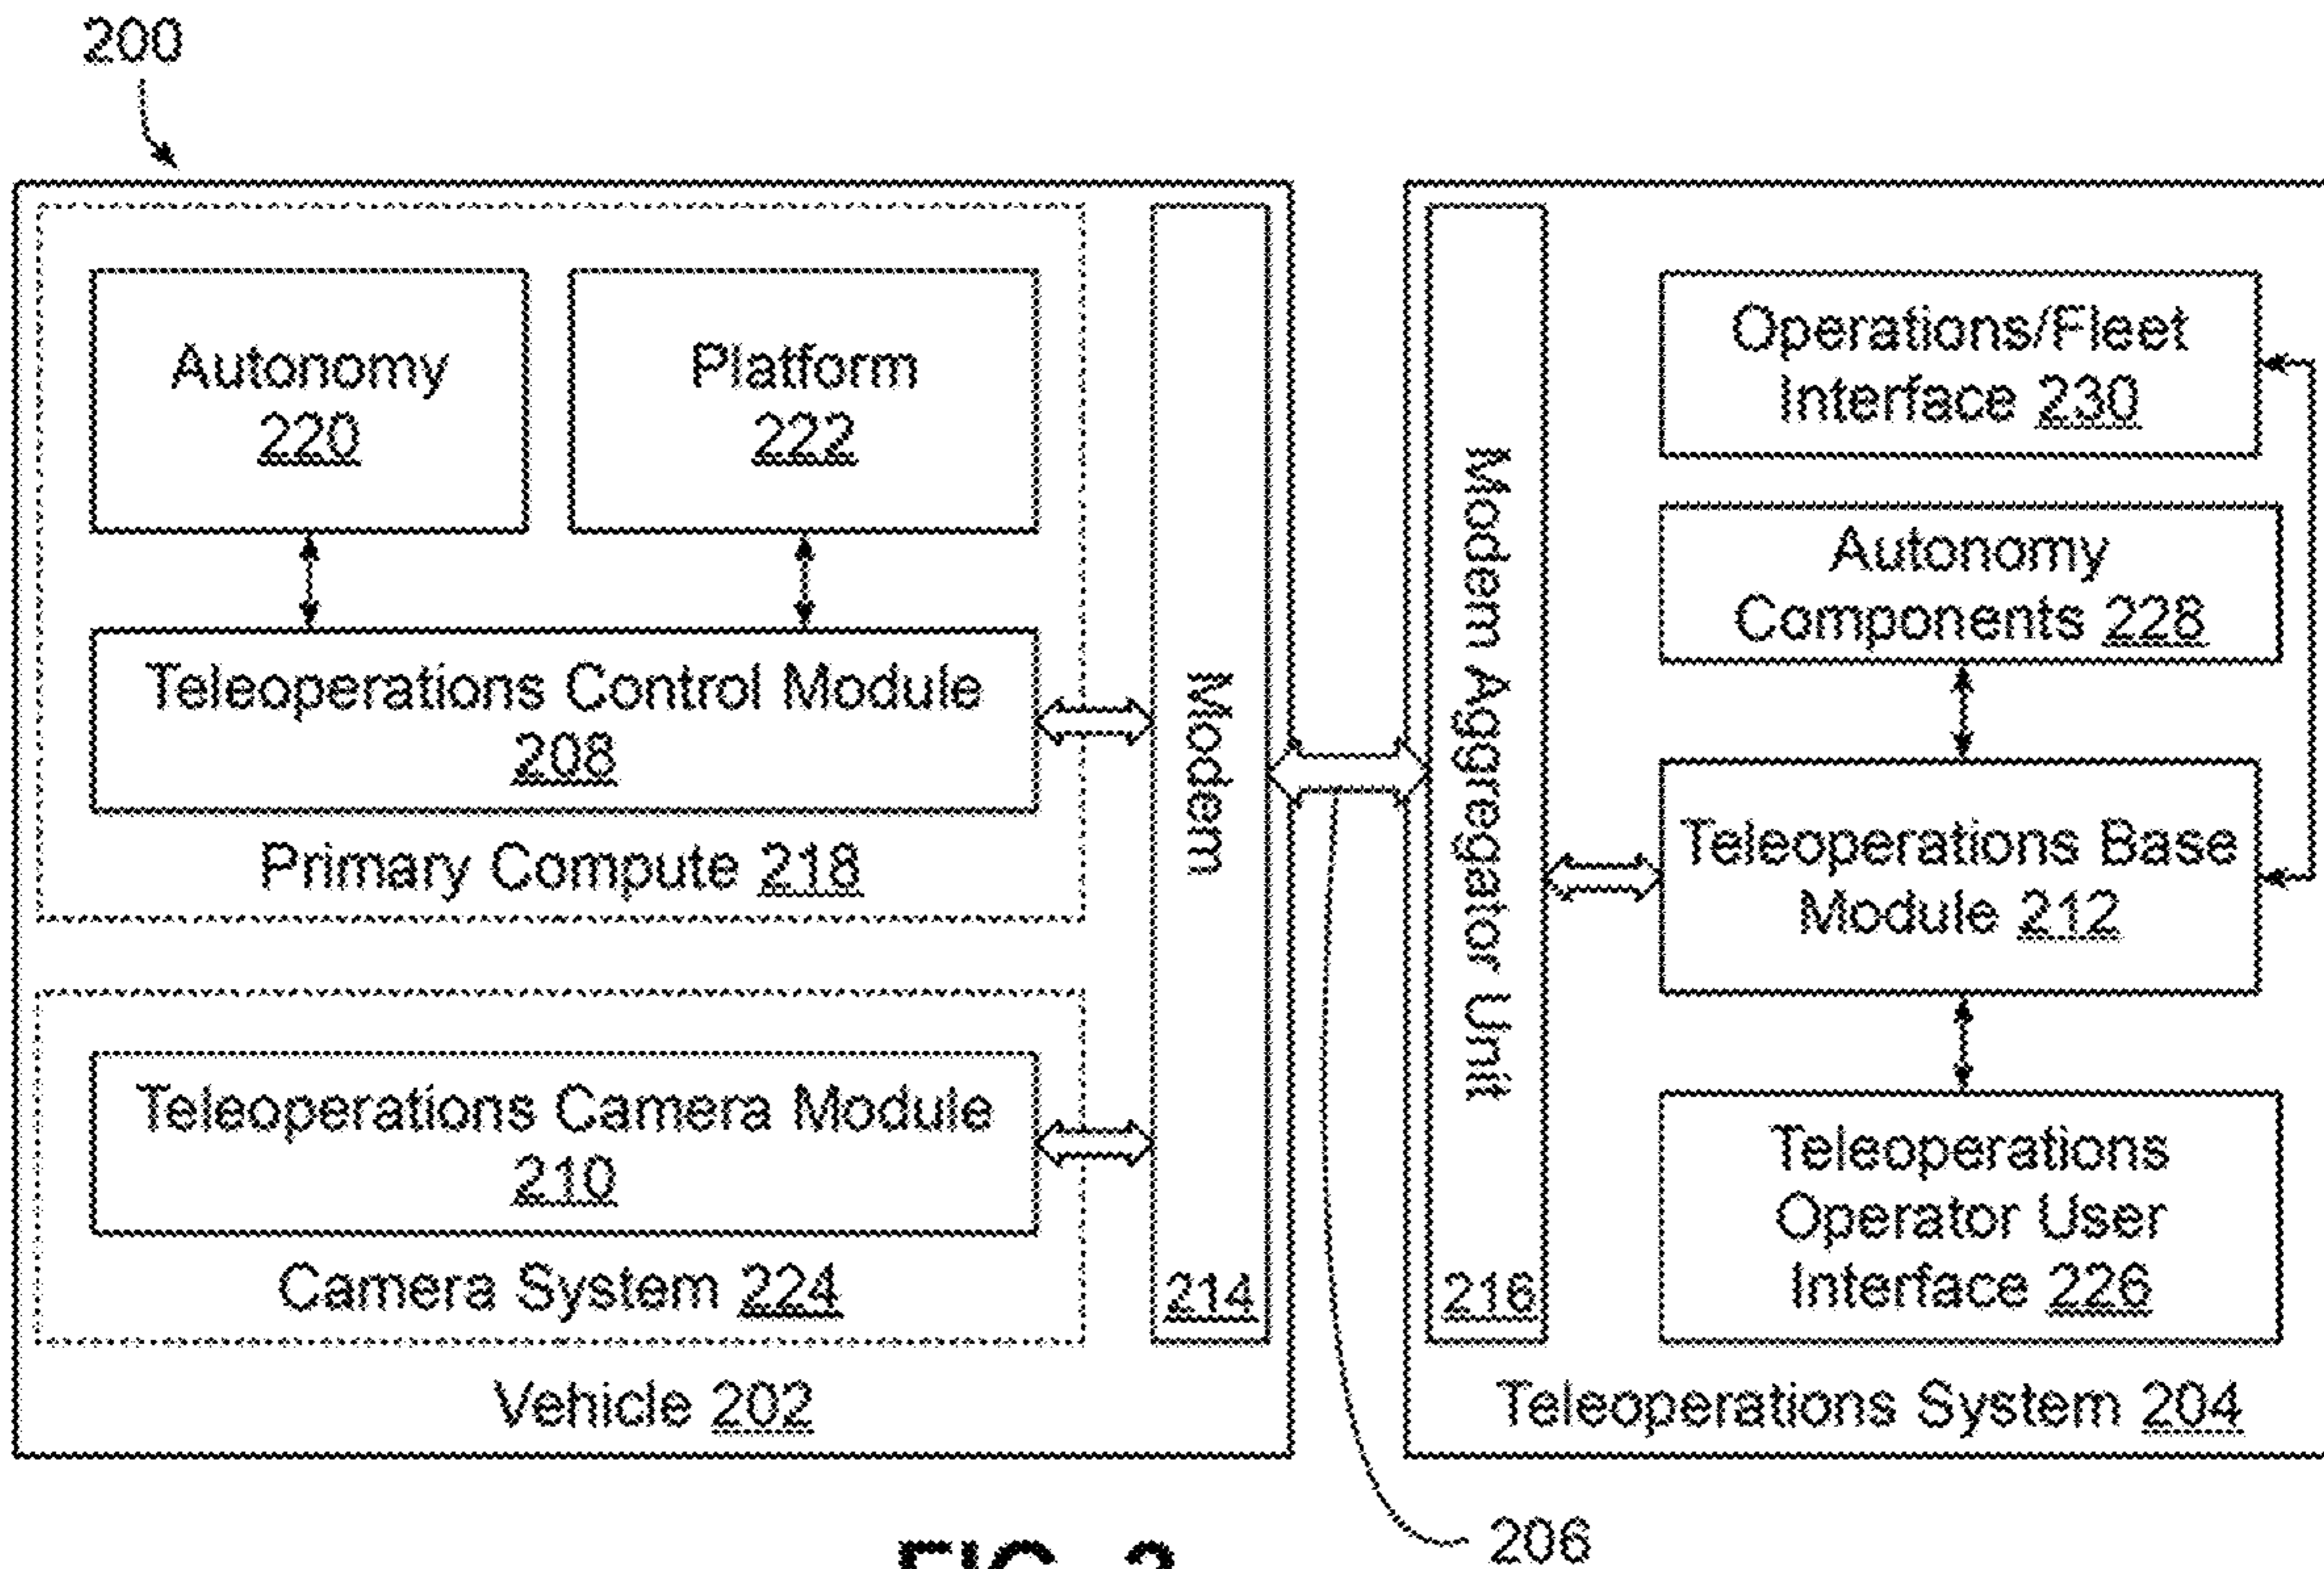 200
Autonomy
220
Platform
222
Teleoperations Control Module
208
Primary Compute 218
Teleoperations Camera Module
210
Camera System 224
Vehicle 202
Modem
214
206
Modem Aggregator Unit
216
Operations/Fleet
Interface 230
Autonomy
Components 228
Teleoperations Base
Module 212
Teleoperations
Operator User
Interface 226
Teleoperations System 204
FIG.